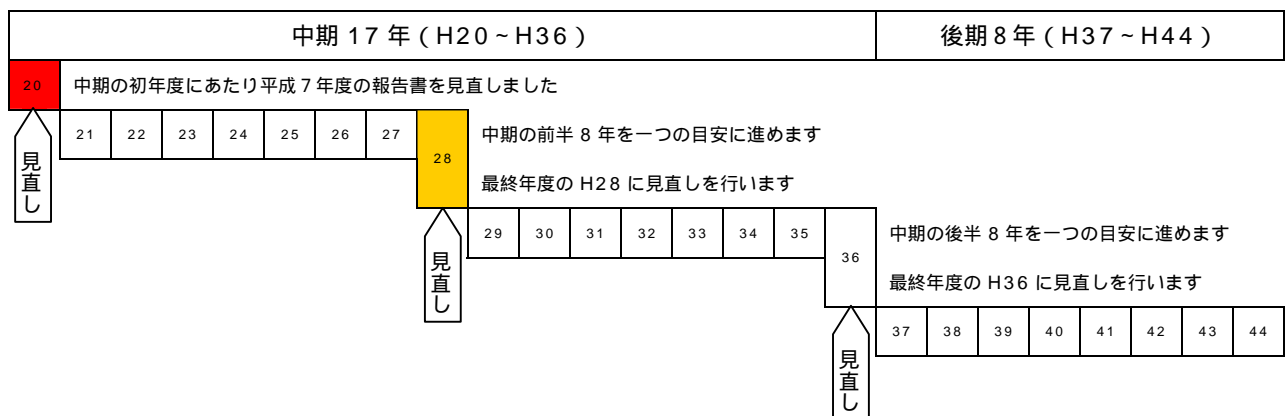 中期 17 年（H20～H36） 後期8年（H37～H44）
20 中期の初年度にあたり平成７年度の報告書を見直しました
21 22 23 24 25 26 27
28
中期の前半 8 年を一つの目安に進めます
最終年度の H28 に見直しを行います
見直し
29 30 31 32 33 34 35
36
中期の後半 8 年を一つの目安に進めます
最終年度の H36 に見直しを行います
見直し
37 38 39 40 41 42 43 44
見直し